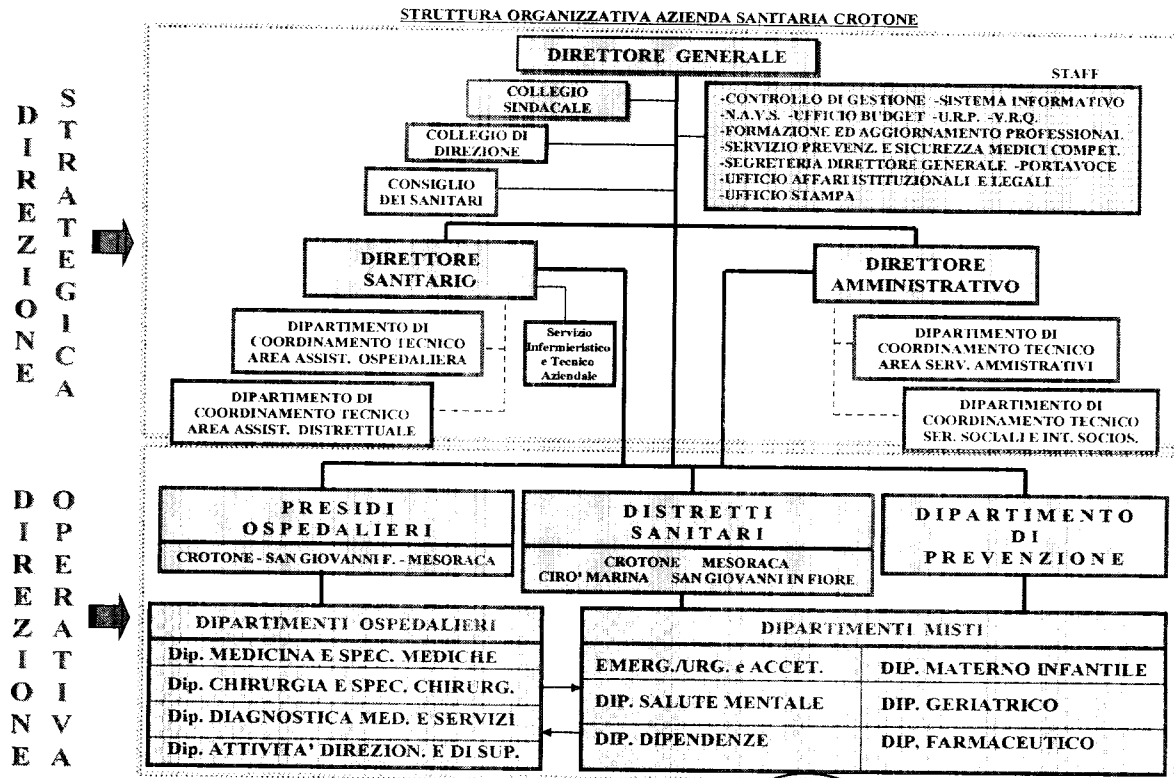 STRUTTURA ORGANIZZATIVA AZIENDA SANITARIA CROTONE
DIREZIONE
STRATEGICA
DIRETTORE GENERALE
COLLEGIO
SINDACALE
COLLEGIO DI
DIREZIONE
CONSIGLIO
DEI SANITARI
STAFF
-CONTROLLO DI GESTIONE -SISTEMA INFORMATIVO
-N.A.V.S. -UFFICIO BUDGET -U.R.P. -V.R.Q.
-FORMAZIONE ED AGGIORNAMENTO PROFESSIONAL
-SERVIZIO PREVENZ. E SICUREZZA MEDICI COMPET.
-SEGRETERIA DIRETTORE GENERALE -PORTAVOCE
-UFFICIO AFFARI ISTITUZIONALI E LEGALI
-UFFICIO STAMPA
DIRETTORE
SANITARIO
DIRETTORE
AMMINISTRATIVO
DIPARTIMENTO DI
COORDINAMENTO TECNICO
AREA ASSIST. OSPEDALIERA
Servizio
Infermieristico
e Tecnico
Aziendale
DIPARTIMENTO DI
COORDINAMENTO TECNICO
AREA SERV. AMMISTRATIVI
DIPARTIMENTO DI
COORDINAMENTO TECNICO
AREA ASSIST. DISTRETTUALE
DIPARTIMENTO DI
COORDINAMENTO TECNICO
SER. SOCIALI E INT. SOCIOS.
DIREZIONE
OPERATIVA
PRESIDI
OSPEDALIERI
CROTONE - SAN GIOVANNI F. - MESORACA
DISTRETTI
SANITARI
CROTONE MESORACA
CIRO' MARINA SAN GIOVANNI IN FIORE
DIPARTIMENTO
DI
PREVENZIONE
DIPARTIMENTI OSPEDALIERI
Dip. MEDICINA E SPEC. MEDICHE
Dip. CHIRURGIA E SPEC. CHIRURG.
Dip. DIAGNOSTICA MED. E SERVIZI
Dip. ATTIVITA' DIREZION. E DI SUP.
DIPARTIMENTI MISTI
EMERG./URG. e ACCET.
DIP. MATERNO INFANTILE
DIP. SALUTE MENTALE
DIP. GERIATRICO
DIP. DIPENDENZE
DIP. FARMACEUTICO